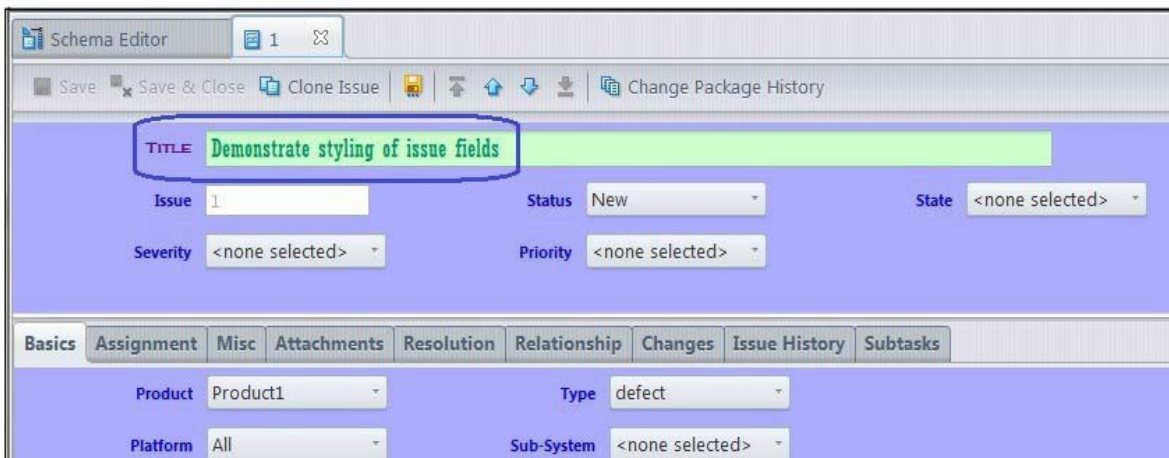 Schema Editor 1
Save Save & Close Clone Issue Change Package History
TITLE Demonstrate styling of issue fields
Issue 1 Status New State <none selected>
Severity <none selected> Priority <none selected>
Basics Assignment Misc Attachments Resolution Relationship Changes Issue History Subtasks
Product Product1 Type defect
Platform All Sub-System <none selected>